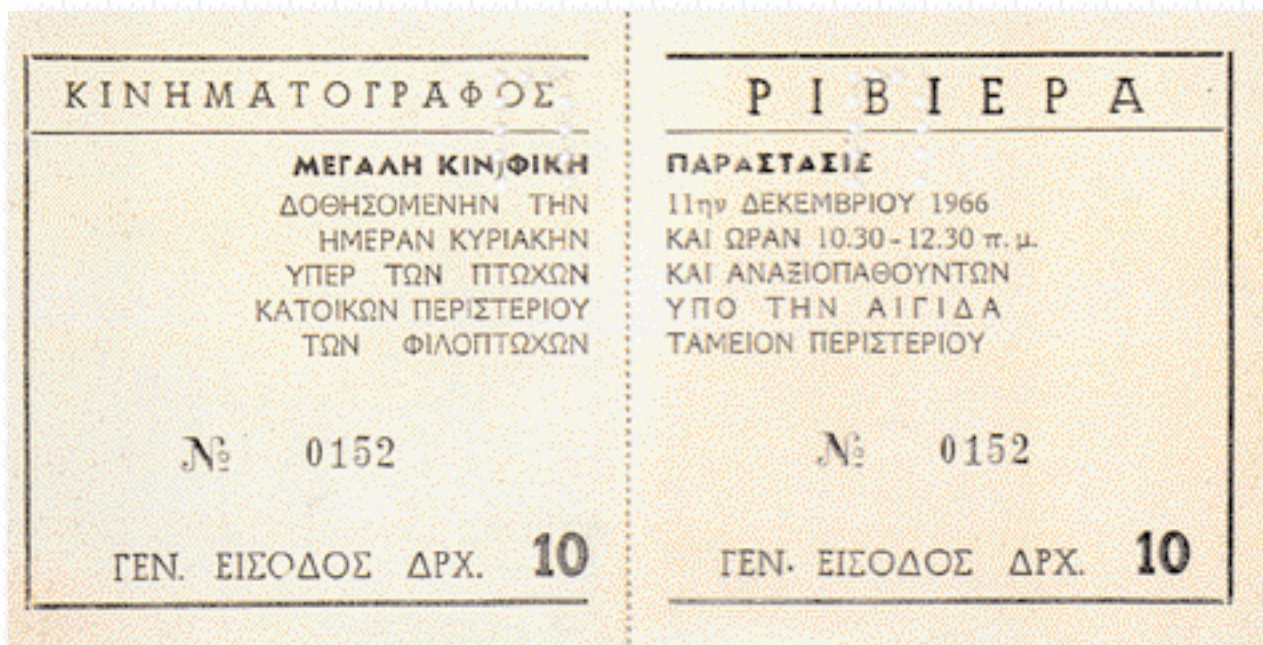 ΚΙΝΗΜΑΤΟΓΡΑΦΟΣ ΡΙΒΙΕΡΑ
ΜΕΓΑΛΗ ΚΙΝ)ΦΙΚΗ ΠΑΡΑΣΤΑΣΙΣ
ΔΟΘΗΣΟΜΕΝΗΝ ΤΗΝ 11ην ΔΕΚΕΜΒΡΙΟΥ 1966
ΗΜΕΡΑΝ ΚΥΡΙΑΚΗΝ ΚΑΙ ΩΡΑΝ 10.30 - 12.30 π. μ.
ΥΠΕΡ ΤΩΝ ΠΤΩΧΩΝ ΚΑΙ ΑΝΑΞΙΟΠΑΘΟΥΝΤΩΝ
ΚΑΤΟΙΚΩΝ ΠΕΡΙΣΤΕΡΙΟΥ ΥΠΟ ΤΗΝ ΑΙΓΙΔΑ
ΤΩΝ ΦΙΛΟΠΤΩΧΩΝ ΤΑΜΕΙΟΝ ΠΕΡΙΣΤΕΡΙΟΥ
№ 0152 № 0152
ΓΕΝ. ΕΙΣΟΔΟΣ ΔΡΧ. 10 ΓΕΝ. ΕΙΣΟΔΟΣ ΔΡΧ. 10